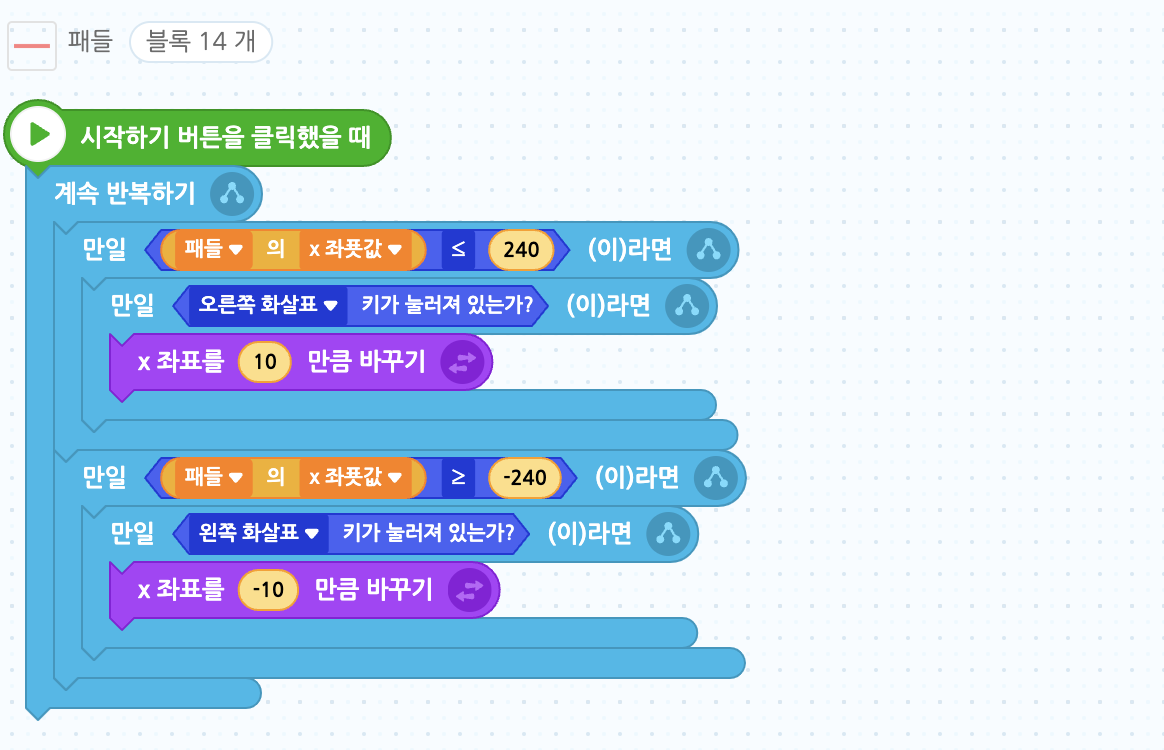 패들 블록 14 개
시작하기 버튼을 클릭했을 때
계속 반복하기
만일 패들 의 x 좌푯값 ≤ 240 (이)라면
만일 오른쪽 화살표 키가 눌러져 있는가? (이)라면
x 좌표를 10 만큼 바꾸기
만일 패들 의 x 좌푯값 ≥ -240 (이)라면
만일 왼쪽 화살표 키가 눌러져 있는가? (이)라면
x 좌표를 -10 만큼 바꾸기